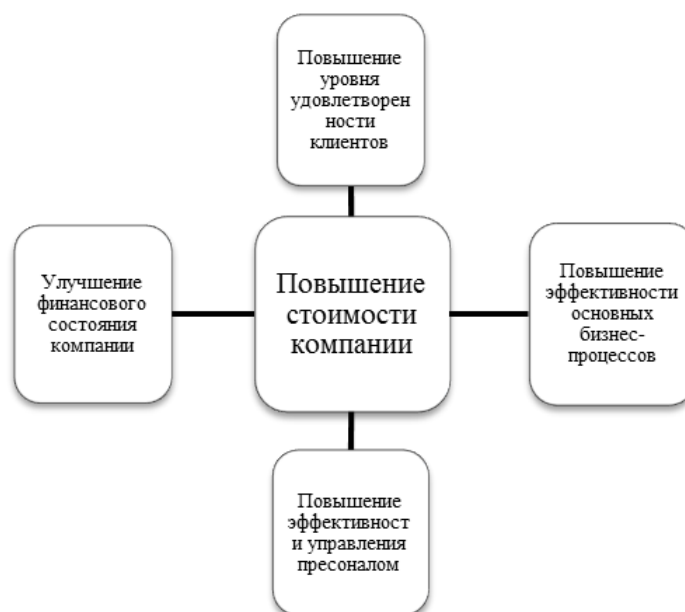 Повышение
уровня
удовлетворен
ности
клиентов
Улучшение
финансового
состояния
компании
Повышение
стоимости
компании
Повышение
эффективности
основных
бизнес-
процессов
Повышение
эффективност
и управления
пресоналом